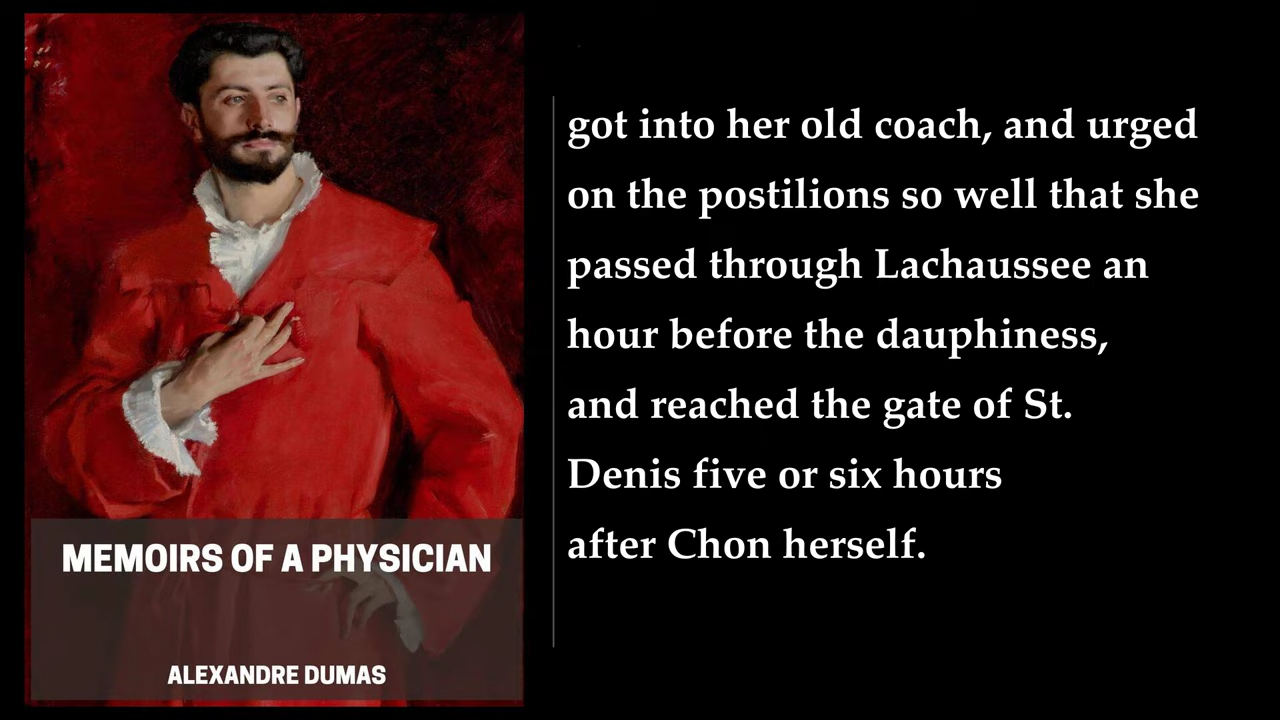 MEMOIRS OF A PHYSICIAN
ALEXANDRE DUMAS
got into her old coach, and urged
on the postilions so well that she
passed through Lachaussee an
hour before the dauphiness,
and reached the gate of St.
Denis five or six hours
after Chon herself.